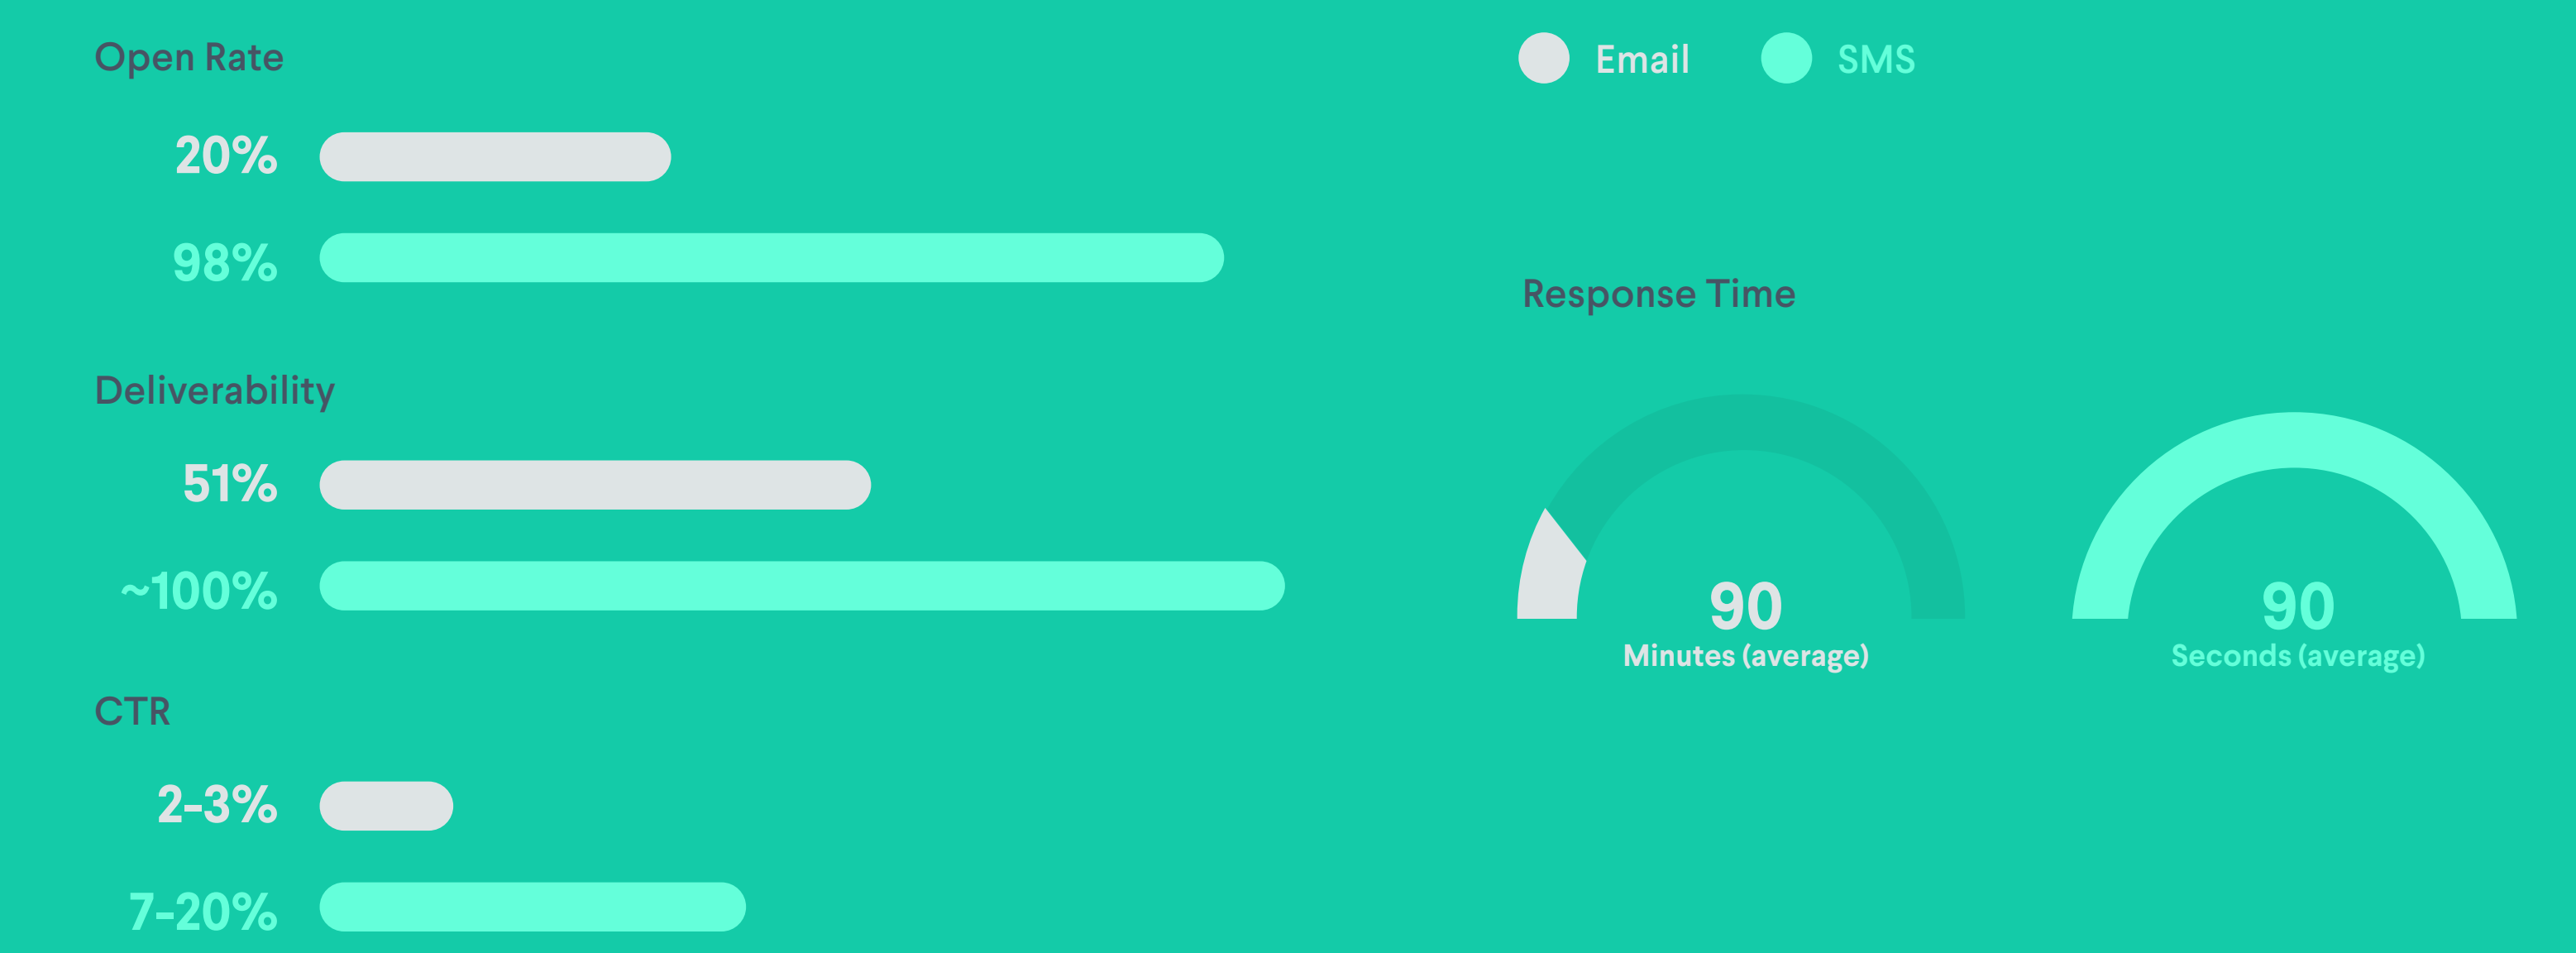 Open Rate
20%
98%
Deliverability
51%
~100%
CTR
2-3%
7-20%
Email
SMS
Response Time
90
Minutes (average)
90
Seconds (average)